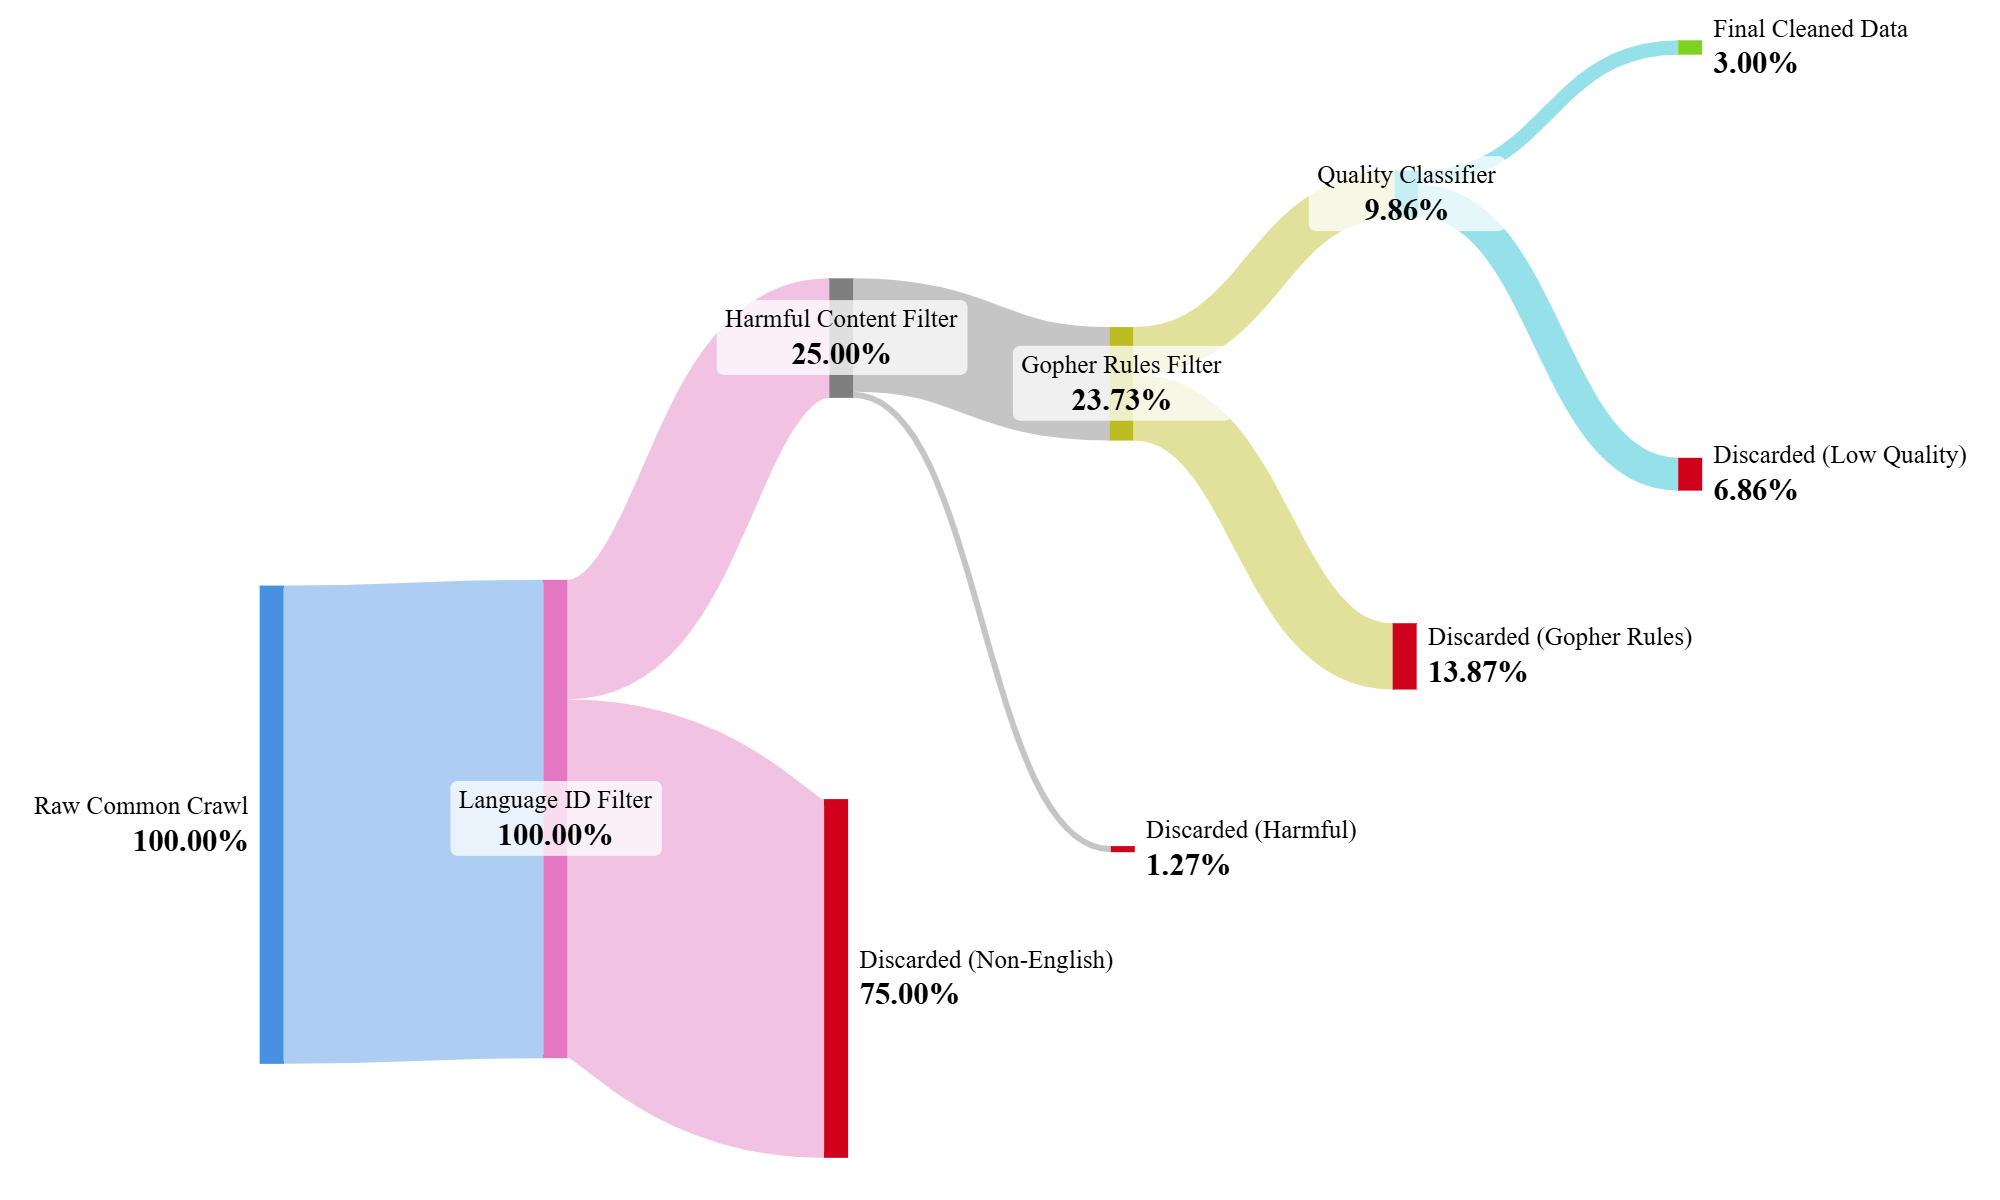 Final Cleaned Data
3.00%
Quality Classifier
9.86%
Harmful Content Filter
25.00%
Gopher Rules Filter
23.73%
Discarded (Low Quality)
6.86%
Discarded (Gopher Rules)
13.87%
Raw Common Crawl
100.00%
Language ID Filter
100.00%
Discarded (Harmful)
1.27%
Discarded (Non-English)
75.00%